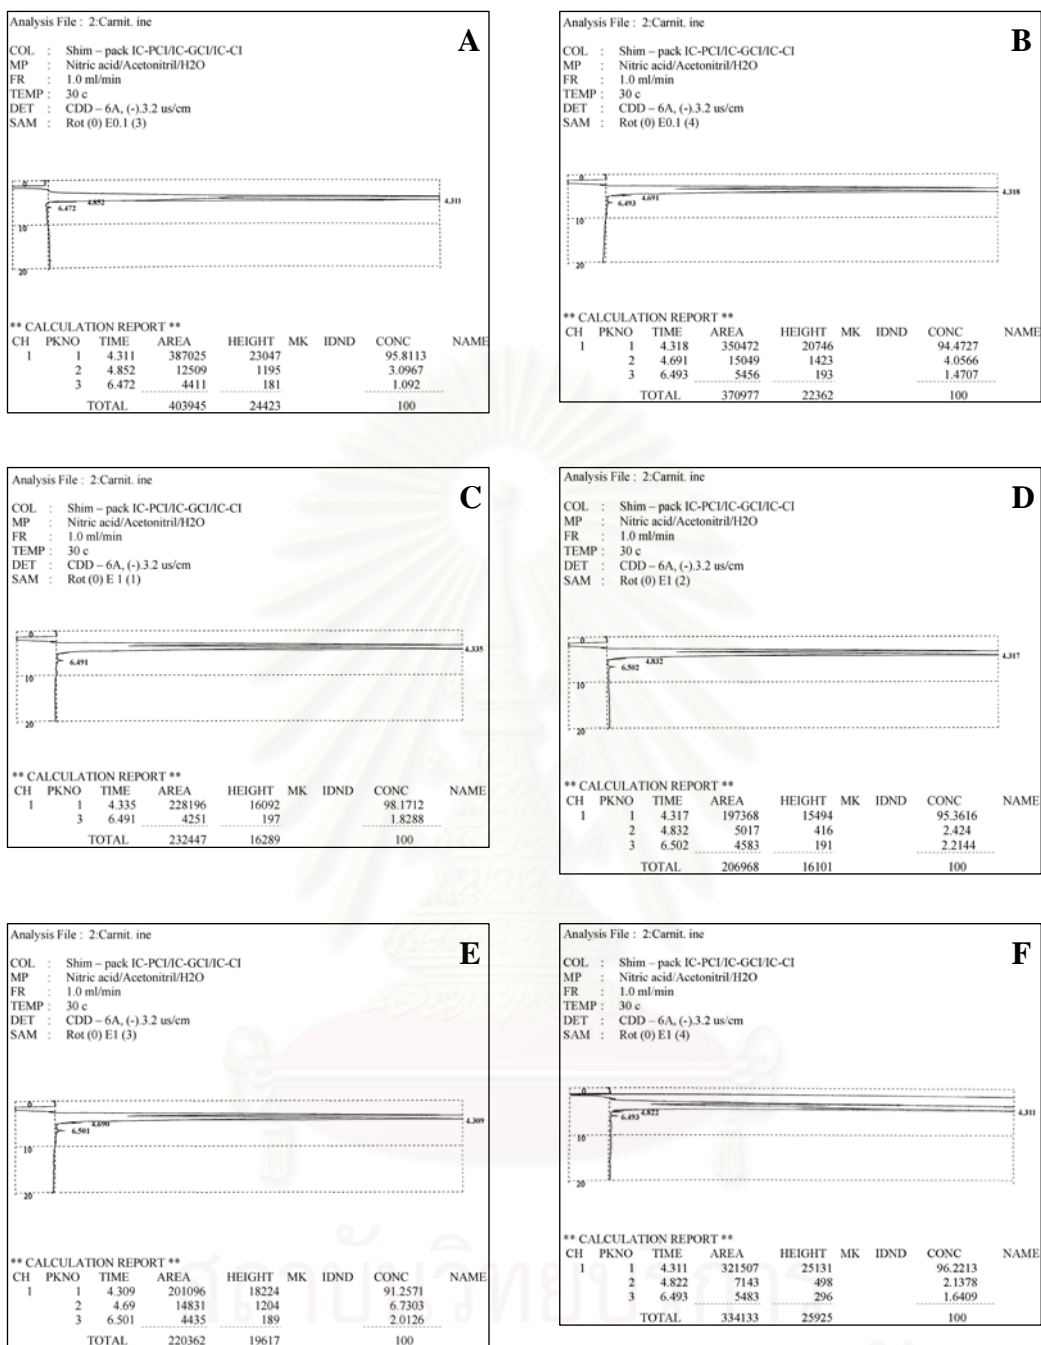 Analysis File : 2:Carnit. ine
A
COL : Shim – pack IC-PCI/IC-GCI/IC-CI
MP : Nitric acid/Acetonitril/H2O
FR : 1.0 ml/min
TEMP : 30 c
DET : CDD – 6A, (-).3.2 us/cm
SAM : Rot (0) E0.1 (3)
0
4.311
4.852
6.472
10
20
** CALCULATION REPORT **
CH PKNO TIME AREA HEIGHT MK IDND CONC NAME
1 1 4.311 387025 23047 95.8113
2 4.852 12509 1195 3.0967
3 6.472 4411 181 1.092
TOTAL 403945 24423 100
Analysis File : 2:Carnit. ine
B
COL : Shim – pack IC-PCI/IC-GCI/IC-CI
MP : Nitric acid/Acetonitril/H2O
FR : 1.0 ml/min
TEMP : 30 c
DET : CDD – 6A, (-).3.2 us/cm
SAM : Rot (0) E0.1 (4)
0
4.318
6.493 4.691
10
20
** CALCULATION REPORT **
CH PKNO TIME AREA HEIGHT MK IDND CONC NAME
1 1 4.318 350472 20746 94.4727
2 4.691 15049 1423 4.0566
3 6.493 5456 193 1.4707
TOTAL 370977 22362 100
Analysis File : 2:Carnit. ine
C
COL : Shim – pack IC-PCI/IC-GCI/IC-CI
MP : Nitric acid/Acetonitril/H2O
FR : 1.0 ml/min
TEMP : 30 c
DET : CDD – 6A, (-).3.2 us/cm
SAM : Rot (0) E 1 (1)
0
4.335
6.491
10
20
** CALCULATION REPORT **
CH PKNO TIME AREA HEIGHT MK IDND CONC NAME
1 1 4.335 228196 16092 98.1712
3 6.491 4251 197 1.8288
TOTAL 232447 16289 100
Analysis File : 2:Carnit. ine
D
COL : Shim – pack IC-PCI/IC-GCI/IC-CI
MP : Nitric acid/Acetonitril/H2O
FR : 1.0 ml/min
TEMP : 30 c
DET : CDD – 6A, (-).3.2 us/cm
SAM : Rot (0) E1 (2)
0
4.317
6.502 4.832
10
20
** CALCULATION REPORT **
CH PKNO TIME AREA HEIGHT MK IDND CONC NAME
1 1 4.317 197368 15494 95.3616
2 4.832 5017 416 2.424
3 6.502 4583 191 2.2144
TOTAL 206968 16101 100
Analysis File : 2:Carnit. ine
E
COL : Shim – pack IC-PCI/IC-GCI/IC-CI
MP : Nitric acid/Acetonitril/H2O
FR : 1.0 ml/min
TEMP : 30 c
DET : CDD – 6A, (-).3.2 us/cm
SAM : Rot (0) E1 (3)
0
4.309
4.690
6.501
10
20
** CALCULATION REPORT **
CH PKNO TIME AREA HEIGHT MK IDND CONC NAME
1 1 4.309 201096 18224 91.2571
2 4.69 14831 1204 6.7303
3 6.501 4435 189 2.0126
TOTAL 220362 19617 100
Analysis File : 2:Carnit. ine
F
COL : Shim – pack IC-PCI/IC-GCI/IC-CI
MP : Nitric acid/Acetonitril/H2O
FR : 1.0 ml/min
TEMP : 30 c
DET : CDD – 6A, (-).3.2 us/cm
SAM : Rot (0) E1 (4)
0
4.311
6.493 4.822
10
20
** CALCULATION REPORT **
CH PKNO TIME AREA HEIGHT MK IDND CONC NAME
1 1 4.311 321507 25131 96.2213
2 4.822 7143 498 2.1378
3 6.493 5483 296 1.6409
TOTAL 334133 25925 100
สถาบันวิทยบริการ